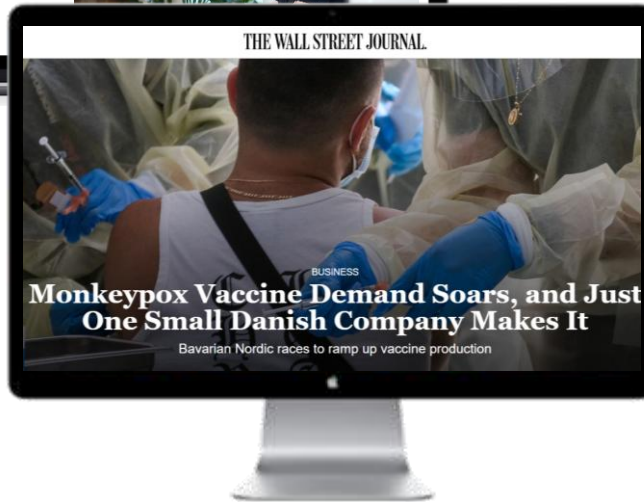 THE WALL STREET JOURNAL.
BUSINESS
Monkeypox Vaccine Demand Soars, and Just
One Small Danish Company Makes It
Bavarian Nordic races to ramp up vaccine production